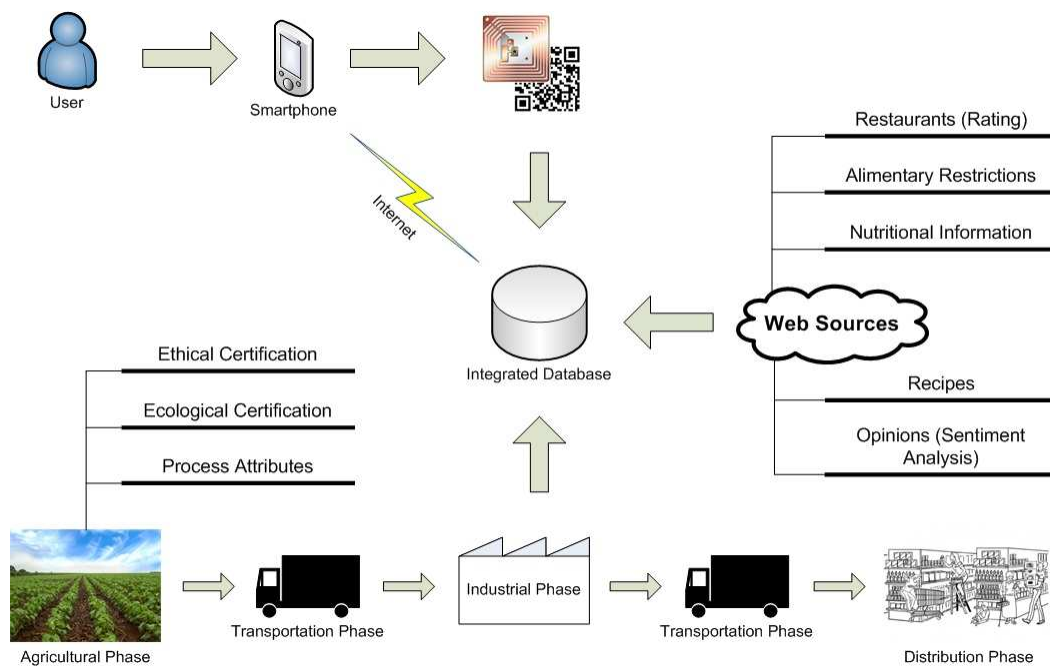 User
Smartphone
Internet
Restaurants (Rating)
Alimentary Restrictions
Nutritional Information
Web Sources
Integrated Database
Recipes
Opinions (Sentiment
Analysis)
Ethical Certification
Ecological Certification
Process Attributes
Agricultural Phase
Transportation Phase
Industrial Phase
Transportation Phase
Distribution Phase